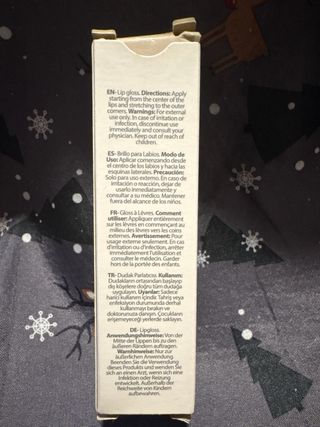 EN- Lip gloss. Directions: Apply
starting from the center of the
lips and stretching to the outer
corners. Warnings: For external
use only. In case of irritation or
infection, discontinue use
immediately and consult your
physician. Keep out of reach of
children.
ES- Brillo para Labios. Modo de
Uso: Aplicar comenzando desde
el centro de los labios y hacia las
esquinas laterales. Precaución:
Solo para uso externo. En caso de
irritación o reacción, dejar de
usarlo inmediatamente y
consultar a su médico. Mantener
fuera del alcance de los niños.
FR- Gloss à Lèvres. Comment
utiliser: Appliquer entièrement
sur les lèvres en commençant au
milieu des lèvres vers les coins
externes. Avertissement: Pour
usage externe seulement. En cas
d'irritation ou d'infection, arrêter
immédiatement l'utilisation et
consulter le médecin. Garder
hors de la portée des enfants.
TR- Dudak Parlatıcısı. Kullanım:
Dudakların ortasından başlayıp
dış köşelere doğru tüm dudağa
uygulayın. Uyarılar: Sadece
harici kullanım içindir. Tahriş veya
enfeksiyon durumunda derhal
kullanmayı bırakın ve
doktorunuza danışın. Çocukların
erişemeyeceği yerlerde saklayın.
DE- Lipgloss.
Anwendungshinweise: Von der
Mitte der Lippen bis zu den
äußeren Rändern auftragen.
Warnhinweise: Nur zur
äußerlichen Anwendung.
Beenden Sie die Verwendung
dieses Produkts und wenden Sie
sich an einen Arzt, wenn sich eine
Infektion oder Reizung
entwickelt. Außerhalb der
Reichweite von Kindern
aufbewahren.